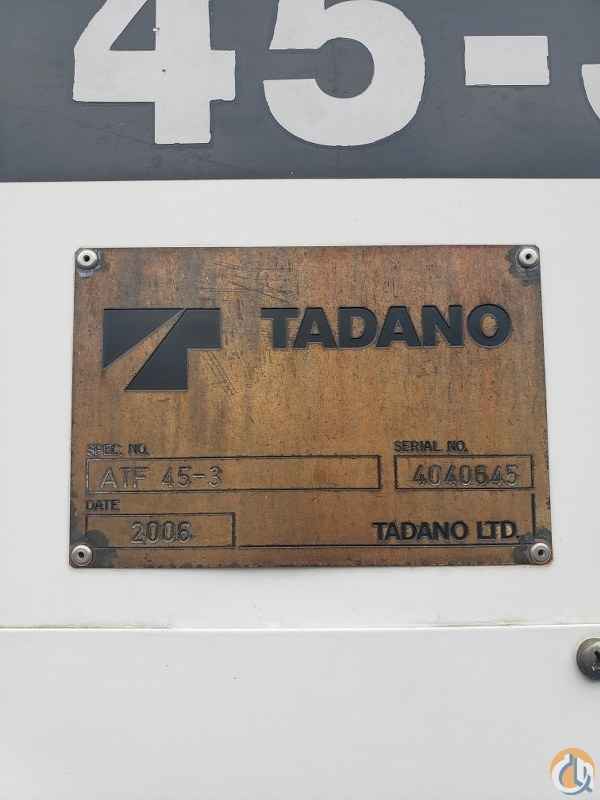 45-
TADANO
SPEC. NO.
ATF 45-3
SERIAL NO.
4040645
DATE
2006
TADANO LTD.